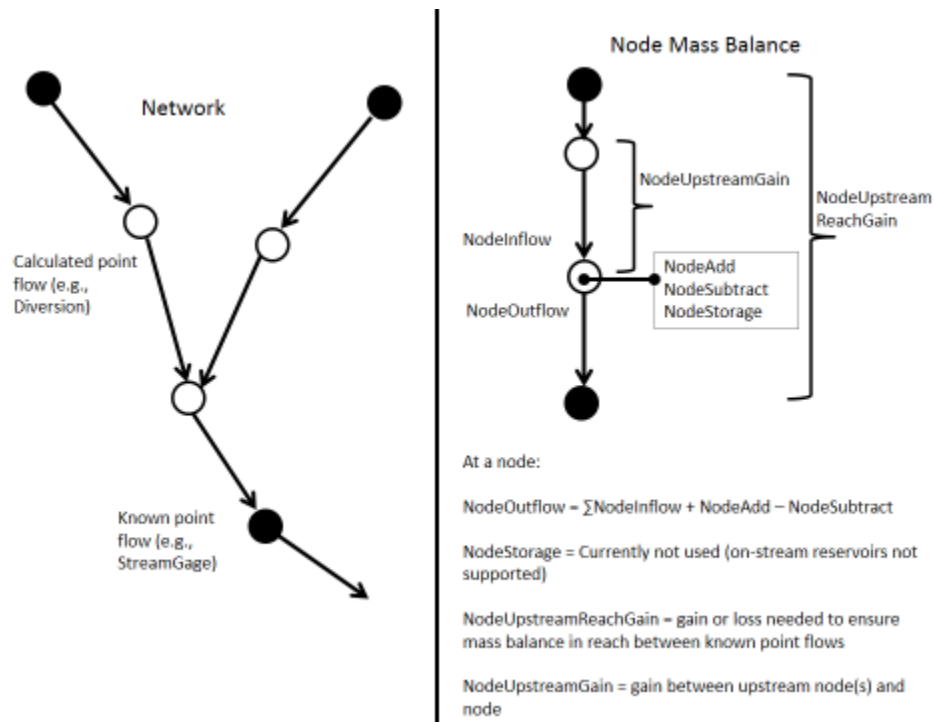 Network
Calculated point
flow (e.g.,
Diversion)
Known point
flow (e.g.,
StreamGage)
Node Mass Balance
NodeUpstreamGain
NodeUpstream
ReachGain
NodeInflow
NodeAdd
NodeSubtract
NodeStorage
NodeOutflow
At a node:
NodeOutflow = ∑NodeInflow + NodeAdd – NodeSubtract
NodeStorage = Currently not used (on-stream reservoirs not
supported)
NodeUpstreamReachGain = gain or loss needed to ensure
mass balance in reach between known point flows
NodeUpstreamGain = gain between upstream node(s) and
node